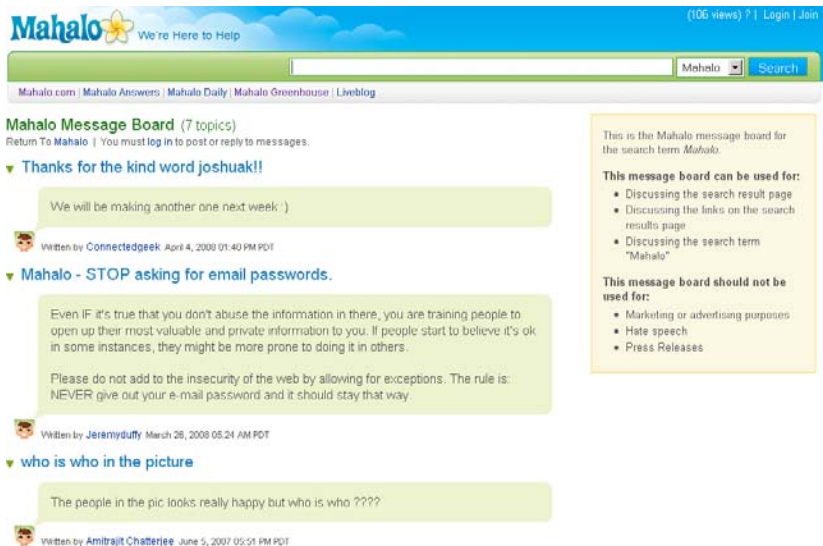 Mahalo We're Here to Help
(106 views) ? | Login | Join
Mahalo Search
Mahalo.com | Mahalo Answers | Mahalo Daily | Mahalo Greenhouse | Liveblog
Mahalo Message Board (7 topics)
Return To Mahalo | You must log in to post or reply to messages.
Thanks for the kind word joshuak!!
We will be making another one next week :)
Written by Connectedgeek April 4, 2008 01:40 PM PDT
Mahalo - STOP asking for email passwords.
Even IF it's true that you don't abuse the information in there, you are training people to
open up their most valuable and private information to you. If people start to believe it's ok
in some instances, they might be more prone to doing it in others.
Please do not add to the insecurity of the web by allowing for exceptions. The rule is:
NEVER give out your e-mail password and it should stay that way.
Written by Jeremyduffy March 26, 2008 05:24 AM PDT
who is who in the picture
The people in the pic looks really happy but who is who ????
Written by Amitrajit Chatterjee June 5, 2007 05:51 PM PDT
This is the Mahalo message board for
the search term Mahalo.
This message board can be used for:
• Discussing the search result page
• Discussing the links on the search
results page
• Discussing the search term
"Mahalo"
This message board should not be
used for:
• Marketing or advertising purposes
• Hate speech
• Press Releases